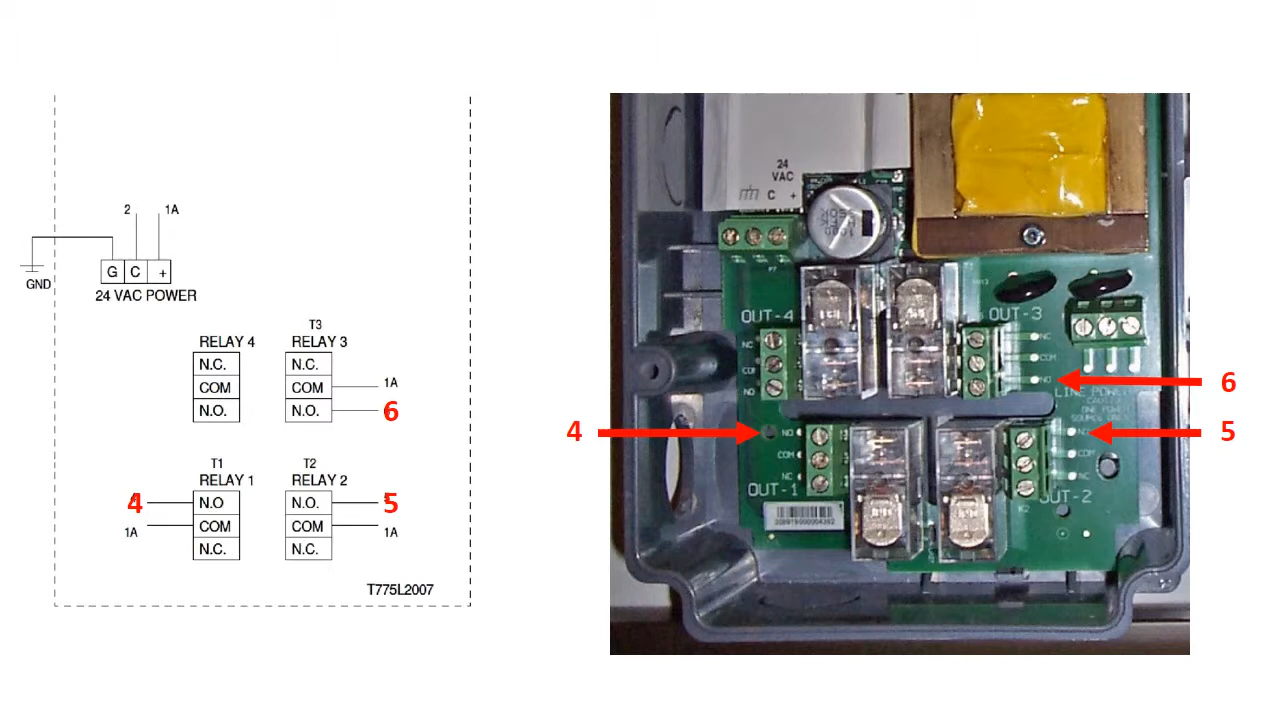 2 1A
GND
G C +
24 VAC POWER
T3
RELAY 4 RELAY 3
N.C. N.C.
COM COM 1A
N.O. N.O. 6
T1 T2
RELAY 1 RELAY 2
4 N.O N.O. 5
1A COM COM 1A
N.C. N.C.
T775L2007
24
VAC
C +
OUT-4 OUT-3
NC NC
COM
NO NO
6
LINE POWER
4 NO 5
COM COM
NC NC
OUT-1 OUT-2